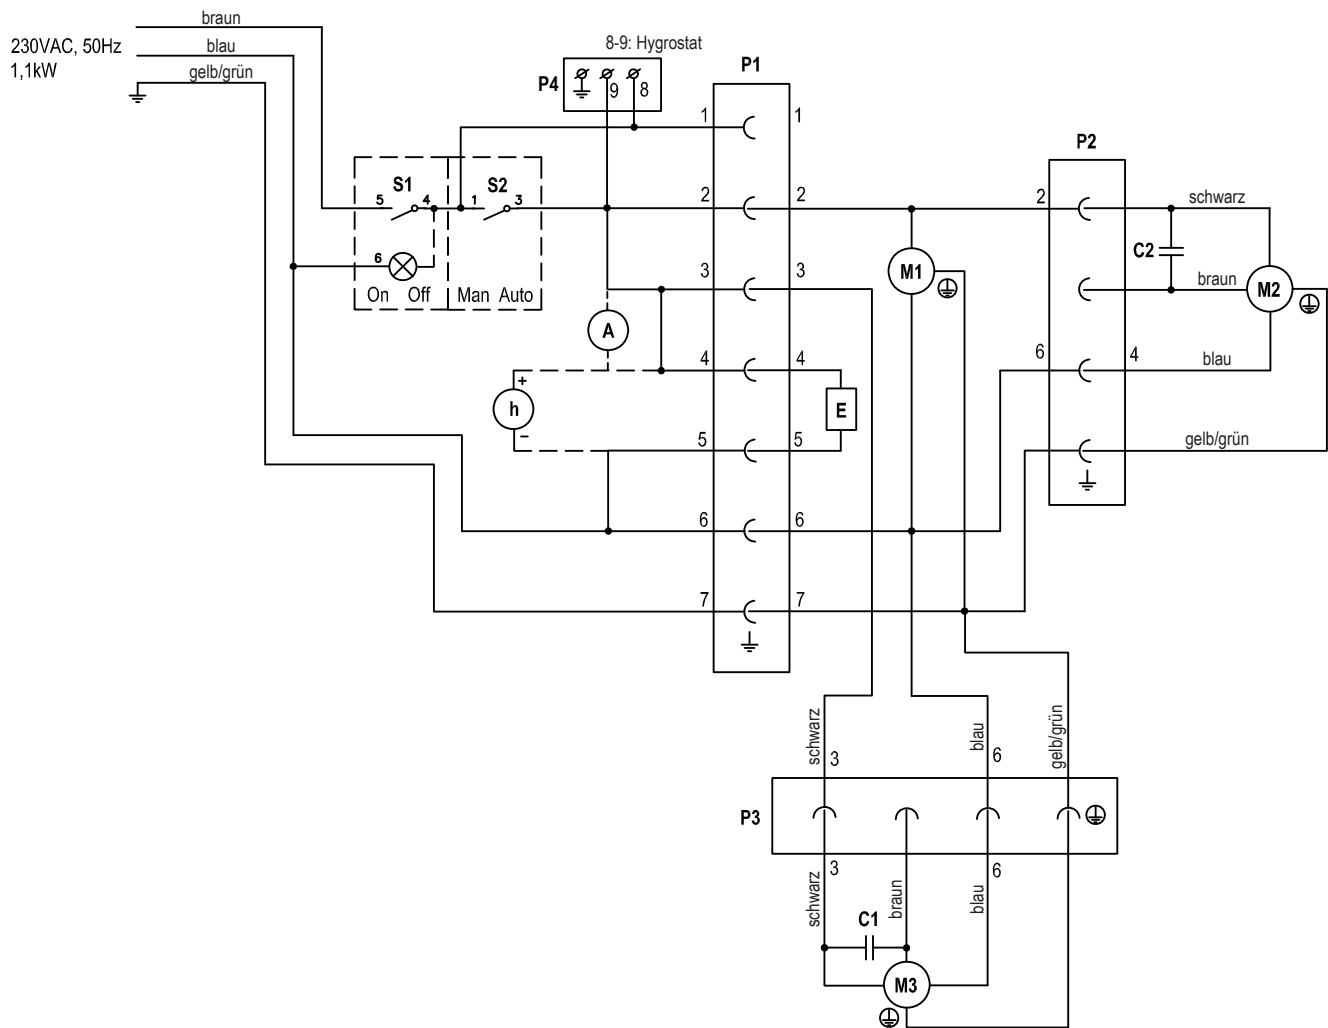 braun
230VAC, 50Hz
blau
1,1kW
gelb/grün
8-9: Hygrostat
P4
9
8
P1
1
1
P2
S1
S2
5
4
1
3
2
2
2
schwarz
C2
6
3
3
M1
braun
M2
On
Off
Man
Auto
A
4
4
6
4
blau
+
h
E
–
5
5
gelb/grün
6
6
7
7
schwarz
blau
gelb/grün
3
6
P3
3
6
schwarz
braun
blau
C1
M3